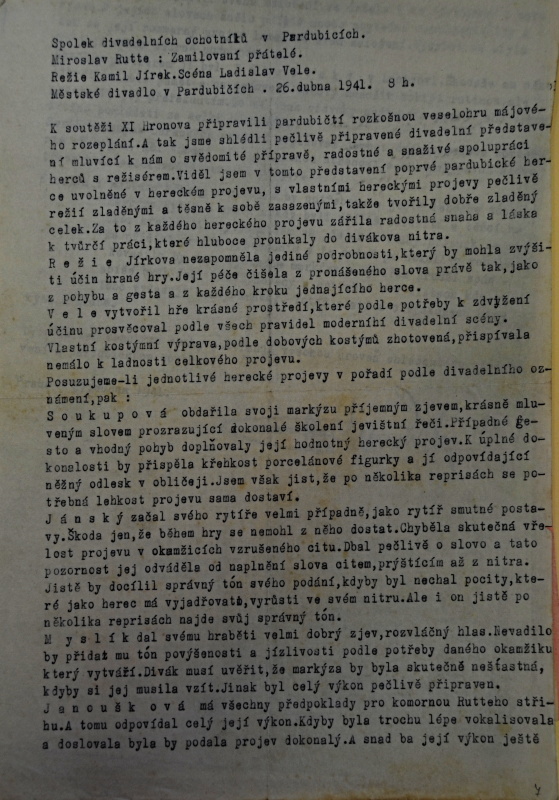 Spolek divadelních ochotníků v Pardubicích.
Miroslav Rutte : Zamilovaní přátelé.
Režie Kamil Jírek.Scéna Ladislav Vele.
Městské divadlo v Pardubičích . 26.dubna 1941. 8 h.
K soutěži XI Hronova připravili pardubičtí rozkošnou veselohru májové-
ho rozeplání.A tak jsme shlédli pečlivě připravené divadelní představe-
ní mluvící k nám o svědomité přípravě, radostné a snaživé spolupráci
herců s režisérem.Viděl jsem v tomto představení poprvé pardubické her-
ce uvolněné v hereckém projevu, s vlastními hereckými projevy pečlivě
režií zladěnými a těsně k sobě zasazenými,takže tvořily dobře zladěný
celek.Za to z každého hereckého projevu zářila radostná snaha a láska
k tvůrčí práci,které hluboce pronikaly do divákova nitra.
R e ž i e Jírkova nezapomněla jediné podrobnosti,který by mohla zvýši-
ti účin hrané hry.Její péče čišela z pronášeného slova právě tak,jako
z pohybu a gesta a z každého kroku jednajícího herce.
V e l e vytvořil hře krásné prostředí,které podle potřeby k zdvižení
účinu prosvěcoval podle všech pravidel moderníhi divadelní scény.
Vlastní kostýmní výprava,podle dobových kostýmů zhotovená,přispívala
nemálo k ladnosti celkového projevu.
Posuzujeme-li jednotlivé herecké projevy v pořadí podle divadelního oz-
námení,pak :
S o u k u p o v á obdařila svoji markýzu příjemným zjevem,krásně mlu-
veným slovem prozrazující dokonalé školení jevištní řeči.Případné ge-
sto a vhodný pohyb doplňovaly její hodnotný herecký projev.K úplné do-
konslosti by přispěla křehkost porcelánové figurky a jí odpovídající
něžný odlesk v obličeji.Jsem však jist,že po několika reprisách se po-
třebná lehkost projevu sama dostaví.
J á n s k ý začal svého rytíře velmi případně,jako rytíř smutné posta-
vy.Škoda jen,že během hry se nemohl z něho dostat.Chyběla skutečná vře-
lost projevu v okamžicích vzrušeného citu.Dbal pečlivě o slovo a tato
pozornost jej odváděla od naplnění slova citem,prýštícím až z nitra.
Jistě by docílil správný tón svého podání,kdyby byl nechal pocity,kte-
ré jako herec má vyjadřovati,vyrůsti ve svém nitru.Ale i on jistě po
několika reprisách najde svůj správný tón.
M y s l í k dal svému hraběti velmi dobrý zjev,rozvláčný hlas.Nevadilo
by přidat mu tón povýšenosti a jízlivosti podle potřeby daného okamžiku
který vytváří.Divák musí uvěřit,že markýza by byla skutečně nešťastná,
kdyby si jej musila vzít.Jinak byl celý výkon pečlivě připraven.
J a n o u š k ová má všechny předpoklady pro komornou Rutteho stři-
hu.A tomu odpovídal celý její výkon.Kdyby byla trochu lépe vokalisovala
a doslovala byla by podala projev dokonalý.A snad ba její výkon ještě